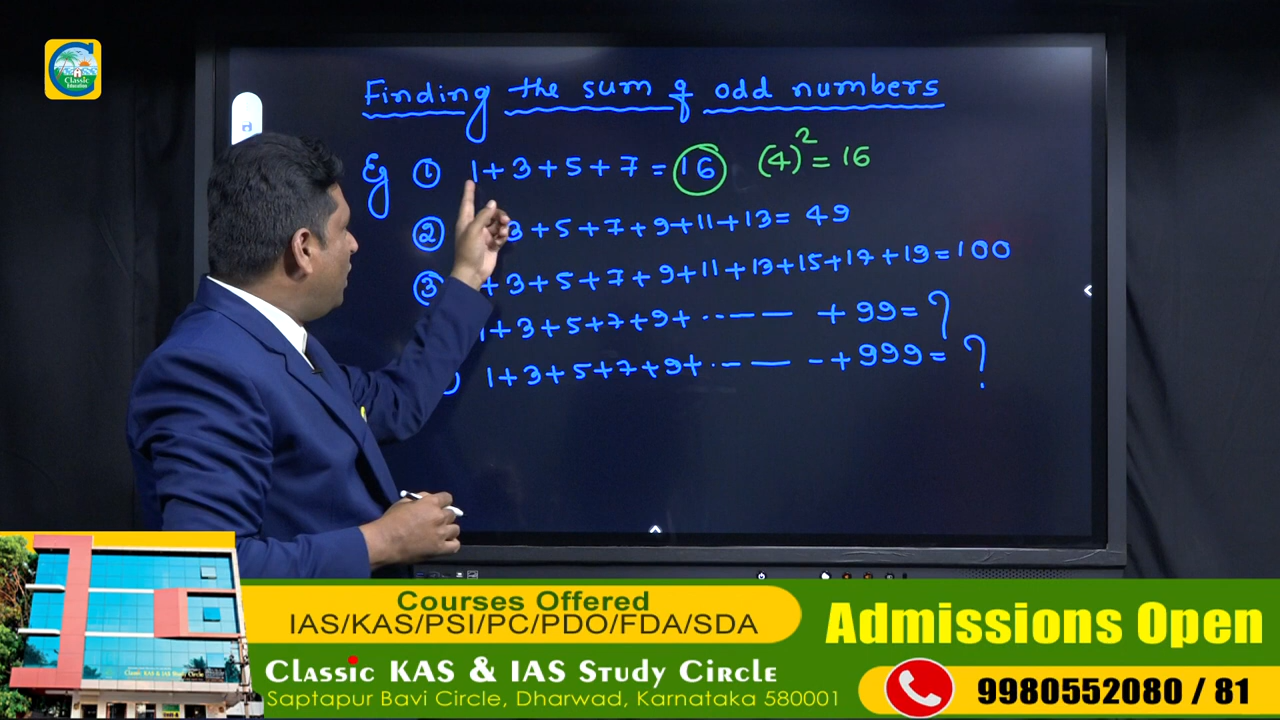 Classic
Education
Finding the sum of odd numbers
Eg ① 1+3+5+7=16 (4)²=16
② 3+5+7+9+11+13=49
③ +3+5+7+9+11+13+15+17+19=100
1+3+5+7+9+·---- +99=?
) 1+3+5+7+9+·-- — -+999=?
Courses Offered
IAS/KAS/PSI/PC/PDO/FDA/SDA
Classic KAS & IAS Study Circle
Saptapur Bavi Circle, Dharwad, Karnataka 580001
Admissions Open
9980552080 / 81